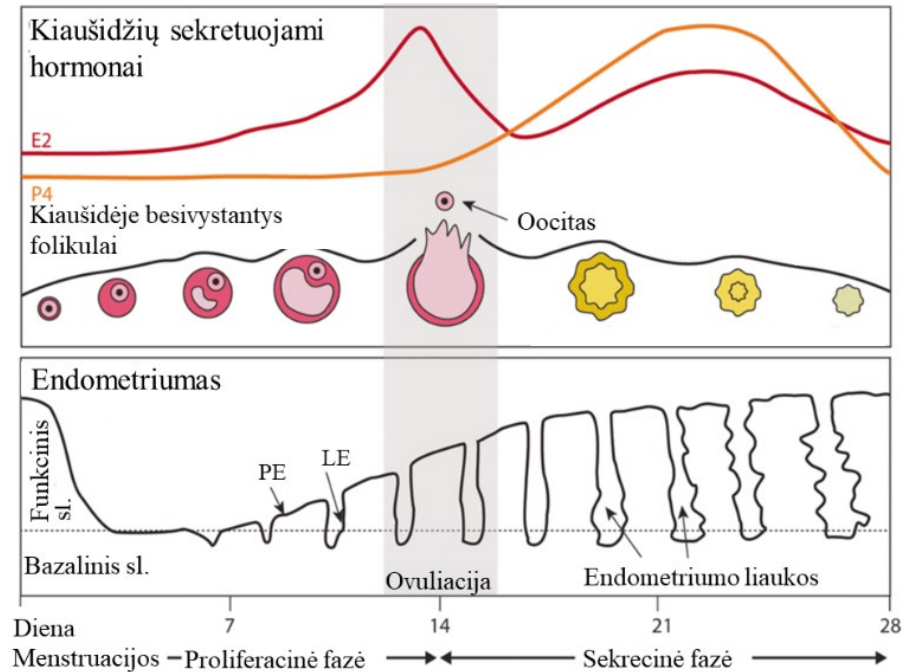 Kiaušidžių sekretuojami
hormonai
E2
P4
Kiaušidėje besivystantys
folikulai
Oocitas
Endometriumas
Funkcinis
sl.
PE
LE
Bazalinis sl.
Ovuliacija
Endometriumo liaukos
Diena
7
14
21
28
Menstruacijos
Proliferacinė fazė
Sekrecinė fazė